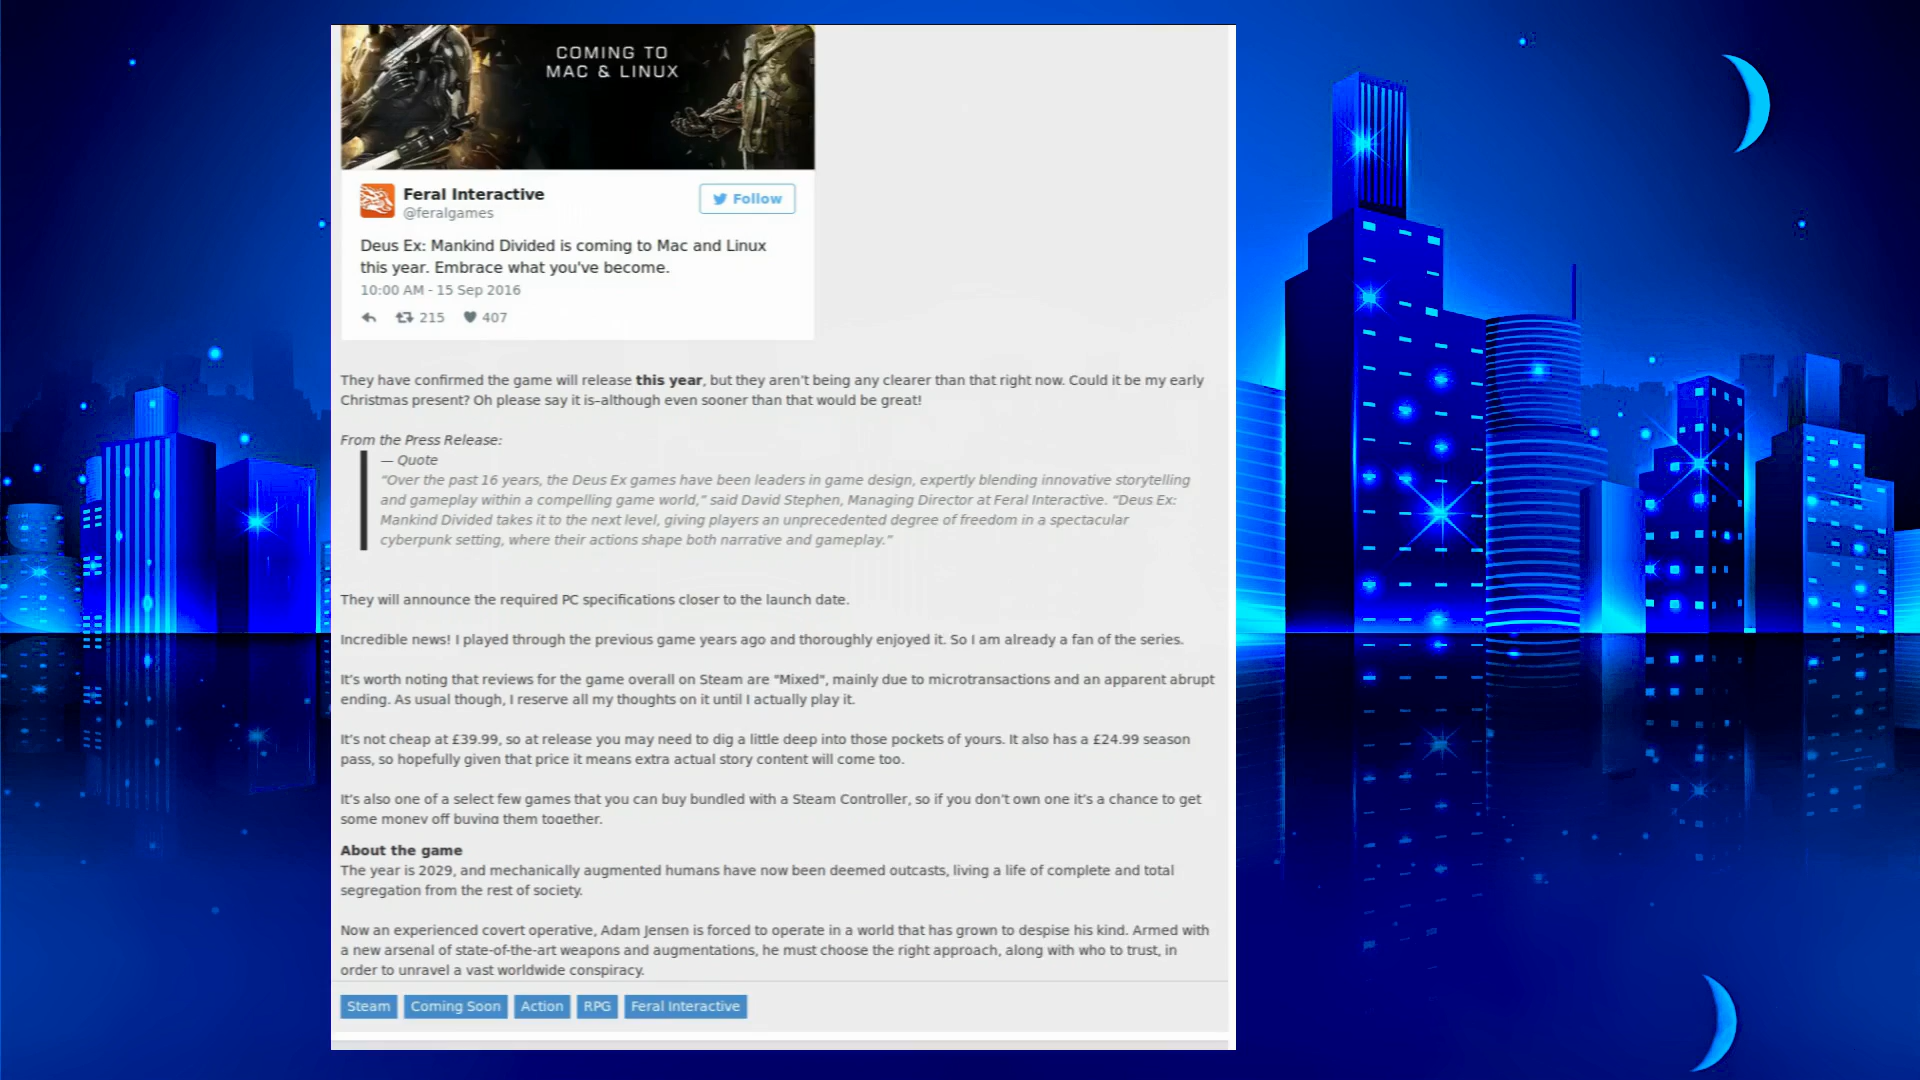 COMING TO
MAC & LINUX
Feral Interactive
@feralgames
Follow
Deus Ex: Mankind Divided is coming to Mac and Linux
this year. Embrace what you've become.
10:00 AM - 15 Sep 2016
215 407
They have confirmed the game will release this year, but they aren't being any clearer than that right now. Could it be my early
Christmas present? Oh please say it is–although even sooner than that would be great!
From the Press Release:
— Quote
“Over the past 16 years, the Deus Ex games have been leaders in game design, expertly blending innovative storytelling
and gameplay within a compelling game world,” said David Stephen, Managing Director at Feral Interactive. “Deus Ex:
Mankind Divided takes it to the next level, giving players an unprecedented degree of freedom in a spectacular
cyberpunk setting, where their actions shape both narrative and gameplay.”
They will announce the required PC specifications closer to the launch date.
Incredible news! I played through the previous game years ago and thoroughly enjoyed it. So I am already a fan of the series.
It's worth noting that reviews for the game overall on Steam are "Mixed", mainly due to microtransactions and an apparent abrupt
ending. As usual though, I reserve all my thoughts on it until I actually play it.
It's not cheap at £39.99, so at release you may need to dig a little deep into those pockets of yours. It also has a £24.99 season
pass, so hopefully given that price it means extra actual story content will come too.
It's also one of a select few games that you can buy bundled with a Steam Controller, so if you don't own one it's a chance to get
some money off buying them together.
About the game
The year is 2029, and mechanically augmented humans have now been deemed outcasts, living a life of complete and total
segregation from the rest of society.
Now an experienced covert operative, Adam Jensen is forced to operate in a world that has grown to despise his kind. Armed with
a new arsenal of state-of-the-art weapons and augmentations, he must choose the right approach, along with who to trust, in
order to unravel a vast worldwide conspiracy.
Steam Coming Soon Action RPG Feral Interactive